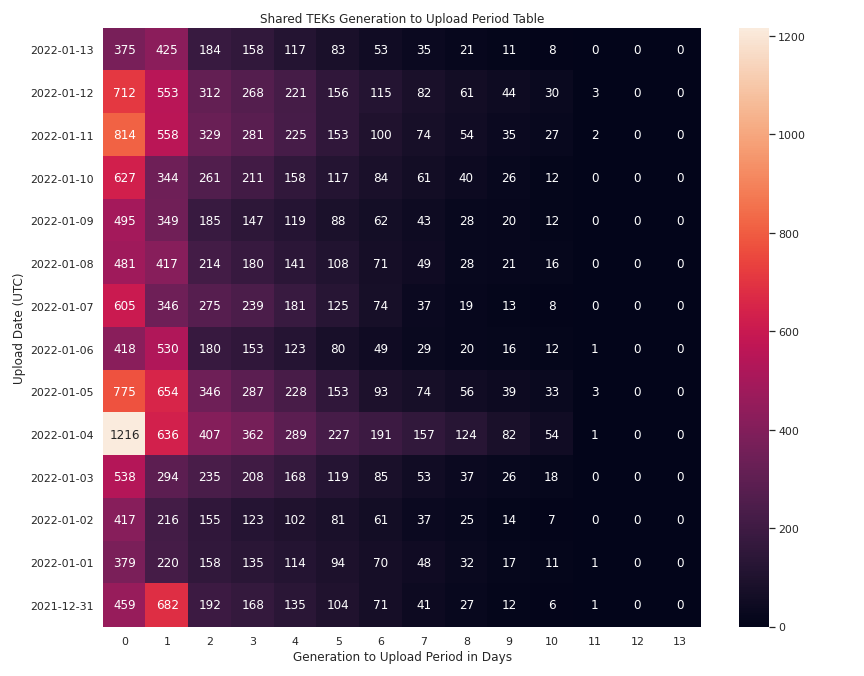 Shared TEKs Generation to Upload Period Table
Upload Date (UTC)
2022-01-13 375 425 184 158 117 83 53 35 21 11 8 0 0 0
2022-01-12 712 553 312 268 221 156 115 82 61 44 30 3 0 0
2022-01-11 814 558 329 281 225 153 100 74 54 35 27 2 0 0
2022-01-10 627 344 261 211 158 117 84 61 40 26 12 0 0 0
2022-01-09 495 349 185 147 119 88 62 43 28 20 12 0 0 0
2022-01-08 481 417 214 180 141 108 71 49 28 21 16 0 0 0
2022-01-07 605 346 275 239 181 125 74 37 19 13 8 0 0 0
2022-01-06 418 530 180 153 123 80 49 29 20 16 12 1 0 0
2022-01-05 775 654 346 287 228 153 93 74 56 39 33 3 0 0
2022-01-04 1216 636 407 362 289 227 191 157 124 82 54 1 0 0
2022-01-03 538 294 235 208 168 119 85 53 37 26 18 0 0 0
2022-01-02 417 216 155 123 102 81 61 37 25 14 7 0 0 0
2022-01-01 379 220 158 135 114 94 70 48 32 17 11 1 0 0
2021-12-31 459 682 192 168 135 104 71 41 27 12 6 1 0 0
0 1 2 3 4 5 6 7 8 9 10 11 12 13
Generation to Upload Period in Days
1200
1000
800
600
400
200
0